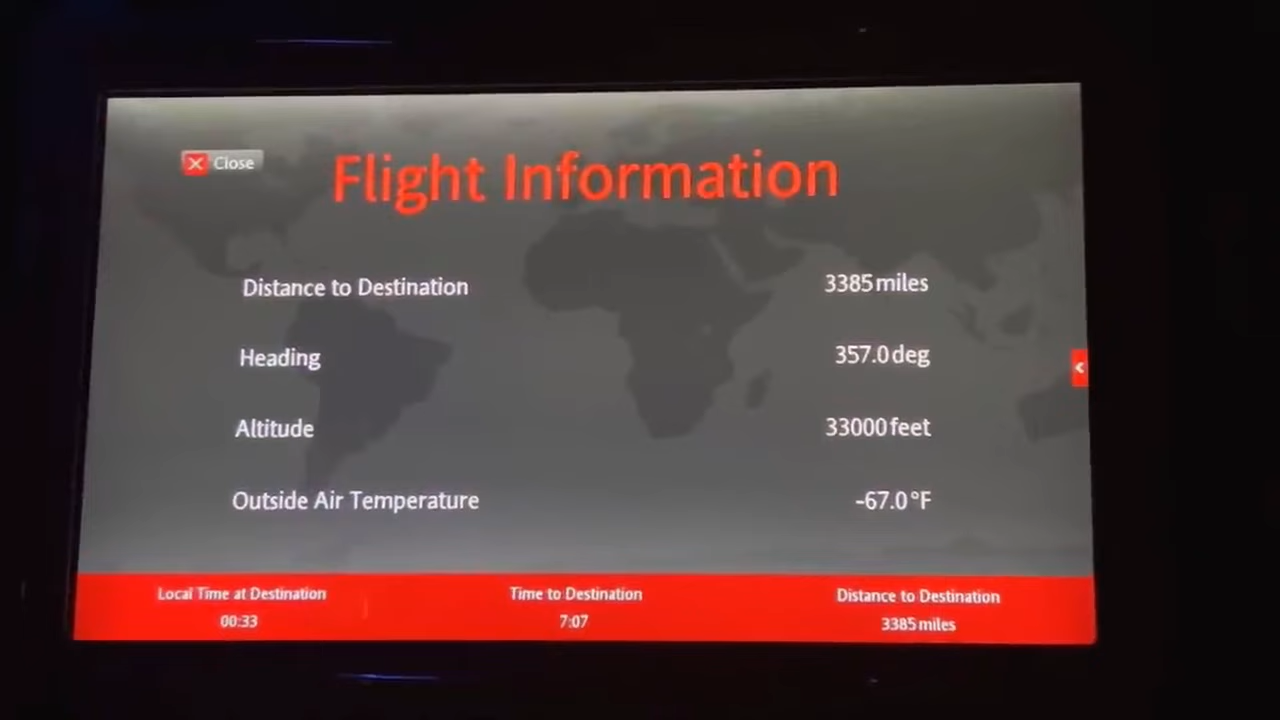 Close
Flight Information
Distance to Destination 3385 miles
Heading 357.0 deg
Altitude 33000 feet
Outside Air Temperature -67.0 °F
Local Time at Destination Time to Destination Distance to Destination
00:33 7:07 3385 miles